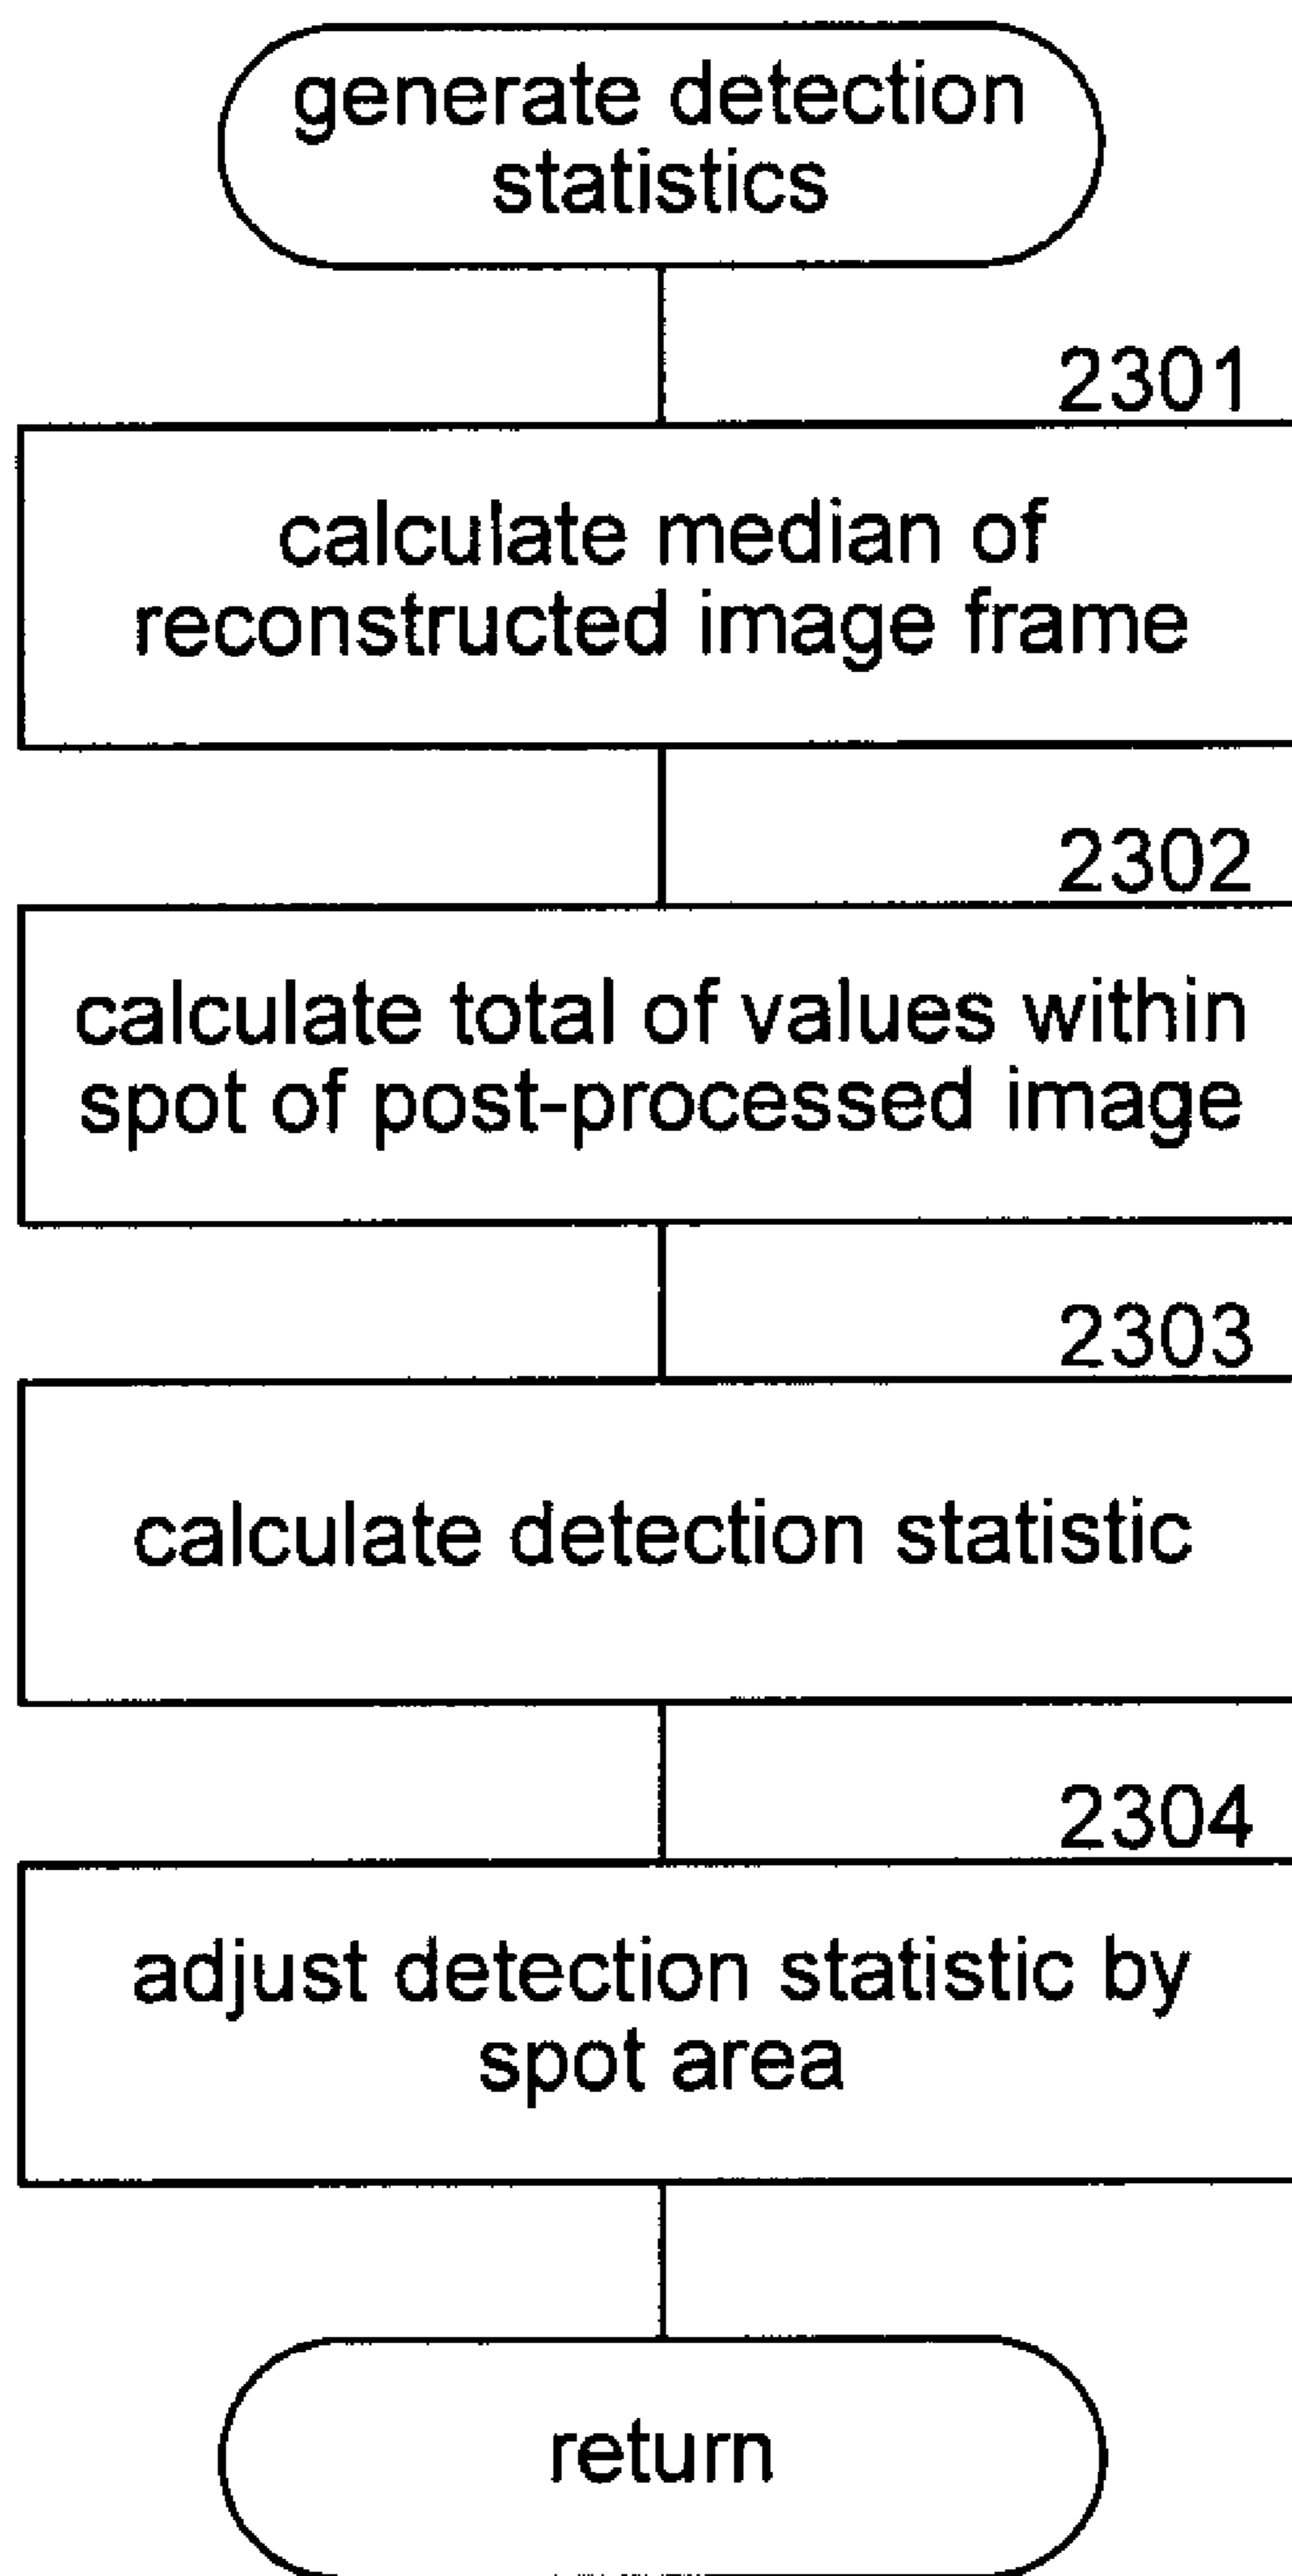 generate detection
statistics
2301
calculate median of
reconstructed image frame
2302
calculate total of values within
spot of post-processed image
2303
calculate detection statistic
2304
adjust detection statistic by
spot area
return